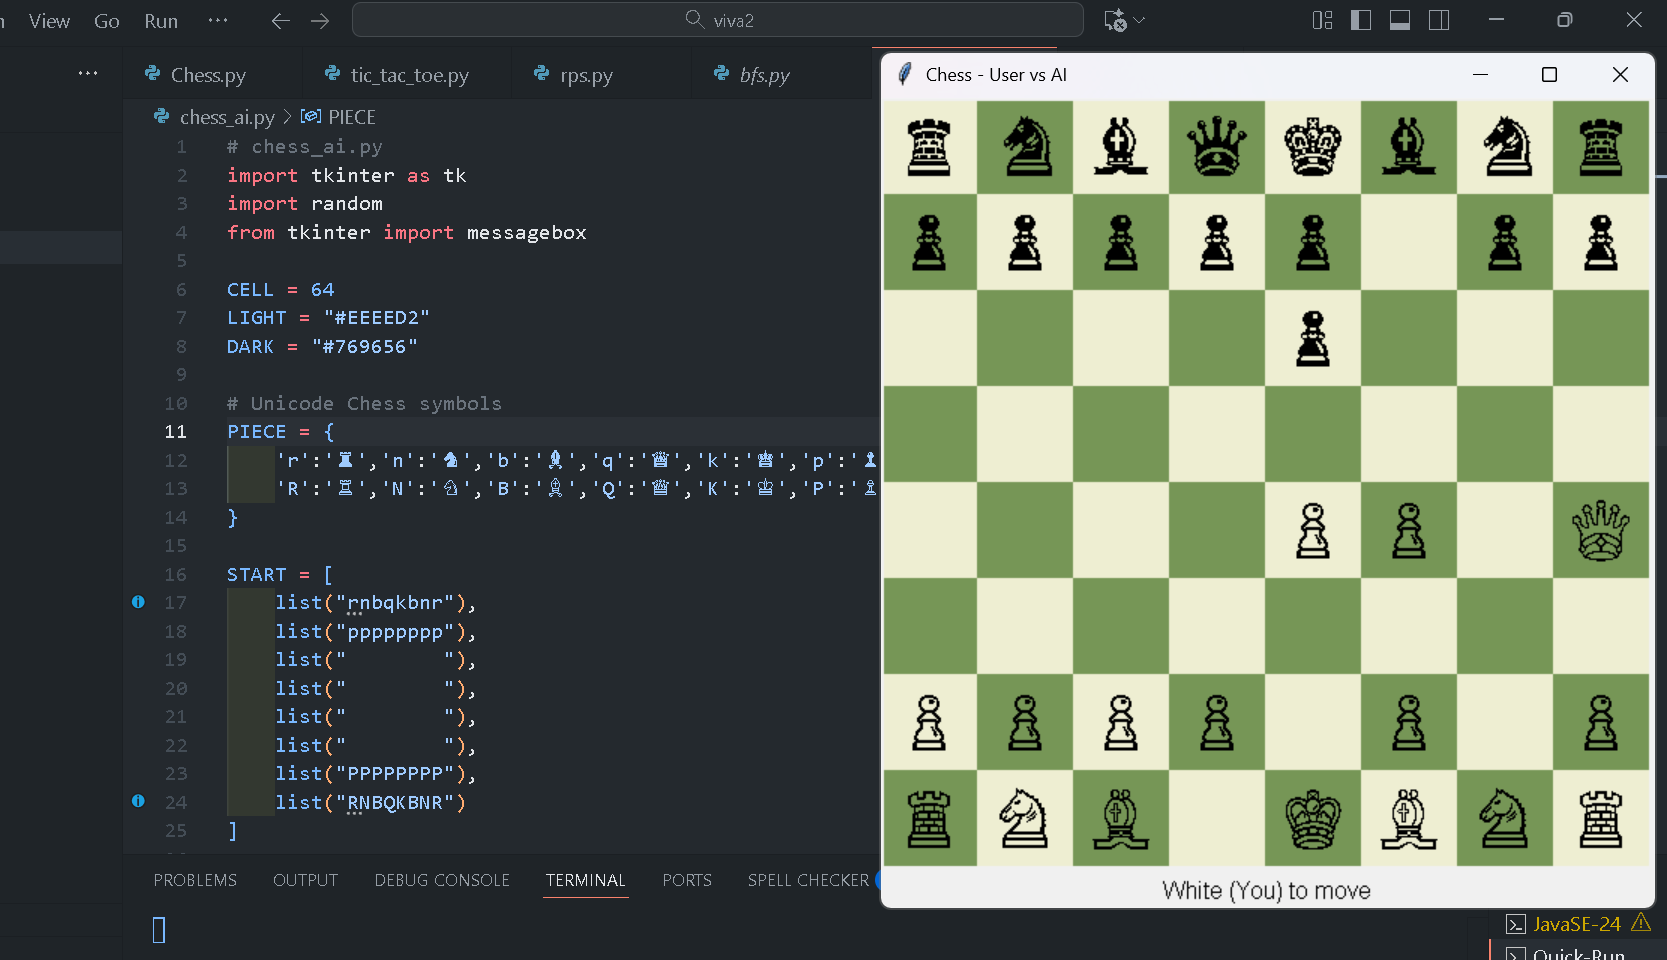 View Go Run ··· viva2
Chess.py tic_tac_toe.py rps.py bfs.py
chess_ai.py > PIECE
1 # chess_ai.py
2 import tkinter as tk
3 import random
4 from tkinter import messagebox
5
6 CELL = 64
7 LIGHT = "#EEEED2"
8 DARK = "#769656"
9
10 # Unicode Chess symbols
11 PIECE = {
12 'r':'♜','n':'♞','b':'♝','q':'♕','k':'♚','p':'♟
13 'R':'♖','N':'♘','B':'♗','Q':'♕','K':'♔','P':'♙
14 }
15
16 START = [
17 list("rnbqkbnr"),
18 list("pppppppp"),
19 list("        "),
20 list("        "),
21 list("        "),
22 list("        "),
23 list("PPPPPPPP"),
24 list("RNBQKBNR")
25 ]
PROBLEMS OUTPUT DEBUG CONSOLE TERMINAL PORTS SPELL CHECKER
Chess - User vs AI
White (You) to move
JavaSE-24
Quick-Run